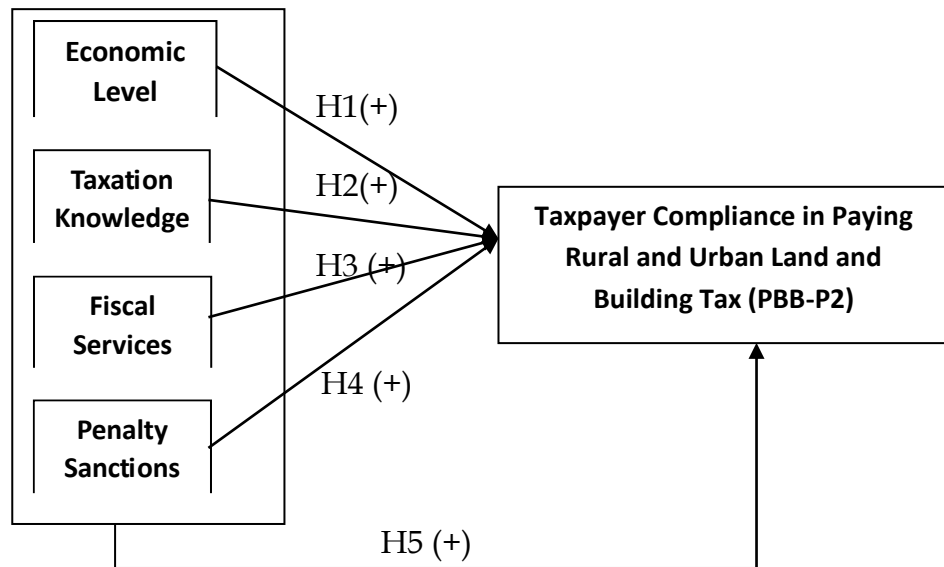 Economic
Level
H1(+)
Taxation
Knowledge
H2(+)
Taxpayer Compliance in Paying
Rural and Urban Land and
Building Tax (PBB-P2)
H3 (+)
Fiscal
Services
H4 (+)
Penalty
Sanctions
H5 (+)